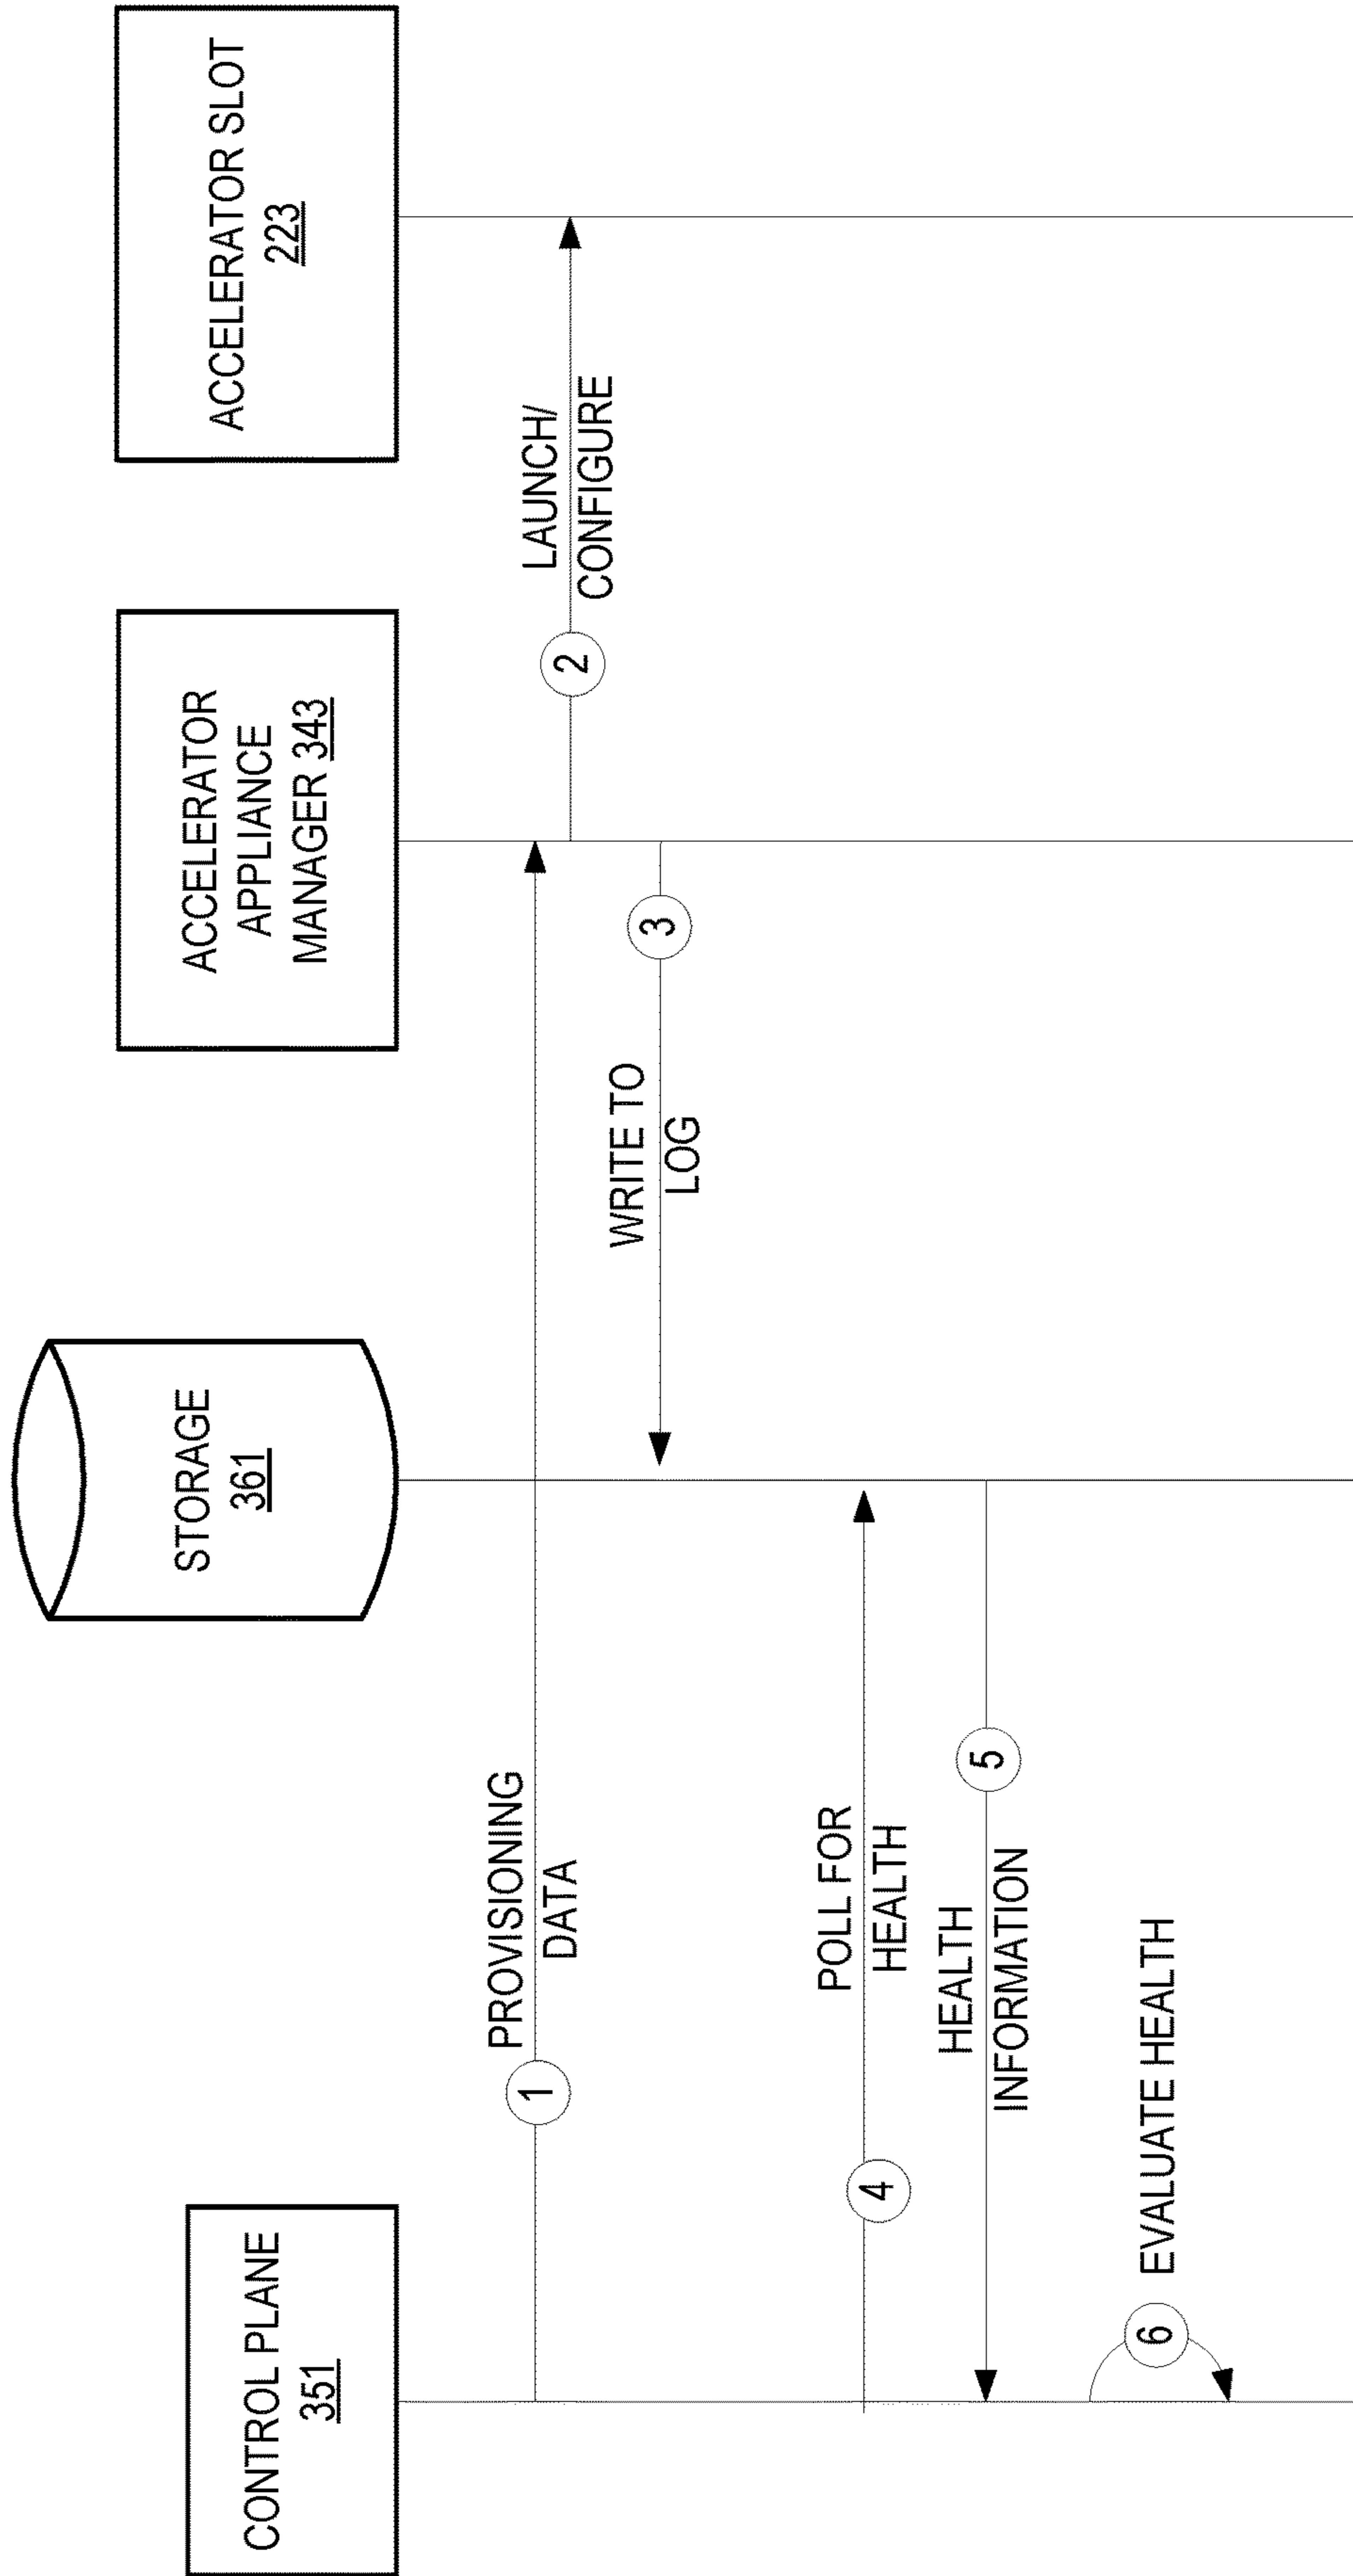 CONTROL PLANE
351
STORAGE
361
ACCELERATOR
APPLIANCE
MANAGER 343
ACCELERATOR SLOT
223
1
PROVISIONING
DATA
2
LAUNCH/
CONFIGURE
3
WRITE TO
LOG
4
POLL FOR
HEALTH
5
HEALTH
INFORMATION
6
EVALUATE HEALTH